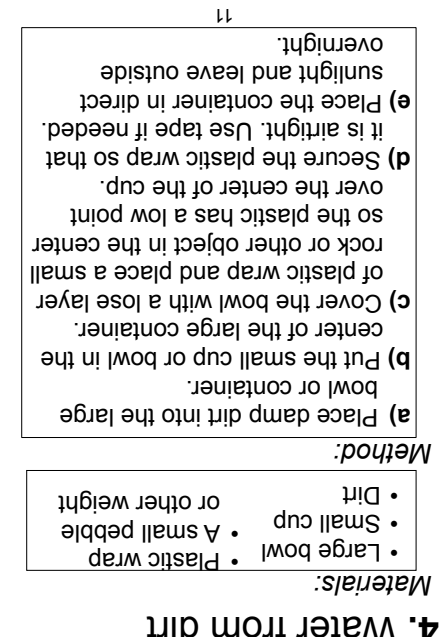 4. Water from dirt
Materials:
• Large bowl
• Small cup
• Dirt
• Plastic wrap
• A small pebble
or other weight
Method:
a) Place damp dirt into the large
bowl or container.
b) Put the small cup or bowl in the
center of the large container.
c) Cover the bowl with a lose layer
of plastic wrap and place a small
rock or other object in the center
so the plastic has a low point
over the center of the cup.
d) Secure the plastic wrap so that
it is airtight. Use tape if needed.
e) Place the container in direct
sunlight and leave outside
overnight.
11